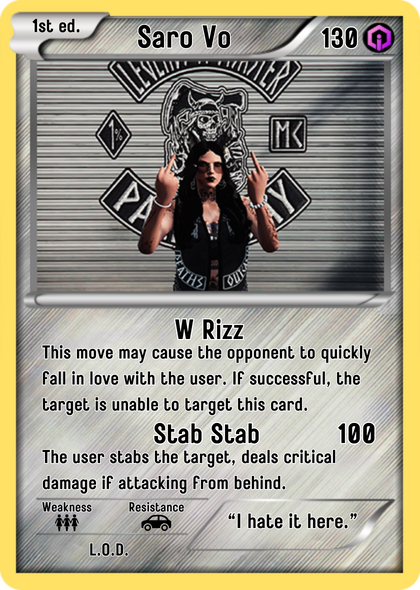 1st ed.
Saro Vo
130
1%
MC
W Rizz
This move may cause the opponent to quickly
fall in love with the user. If successful, the
target is unable to target this card.
Stab Stab 100
The user stabs the target, deals critical
damage if attacking from behind.
Weakness Resistance
"I hate it here."
L.O.D.